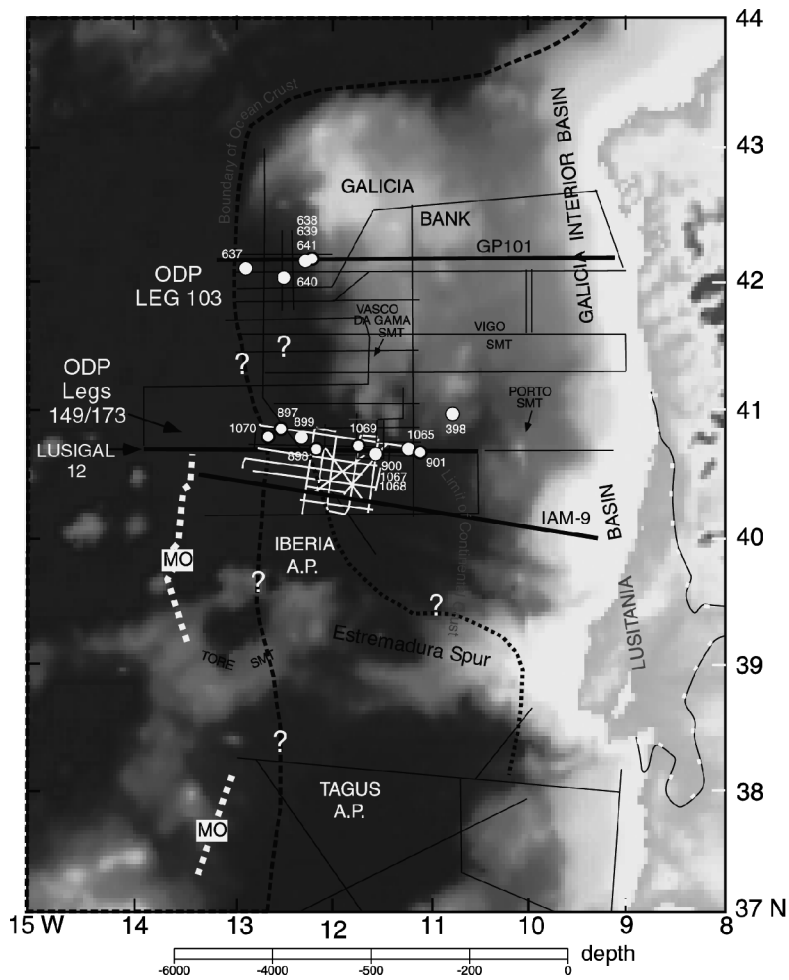 44
43
42
41
40
39
38
37 N
15 W
14
13
12
11
10
9
8
Boundary of Ocean Crust
GALICIA
BANK
GALICIA INTERIOR BASIN
638
639
641
637
640
GP101
ODP
LEG 103
VASCO
DA GAMA
SMT
VIGO
SMT
?
?
ODP
Legs
149/173
PORTO
SMT
897
899
1070
1069
1065
398
898
900
901
1067
1068
LUSIGAL
12
Limit of Continental Crust
IAM-9
BASIN
LUSITANIA
IBERIA
A.P.
MO
?
?
Estremadura Spur
TORE SMT
?
TAGUS
A.P.
MO
depth
-6000
-4000
-500
-200
0